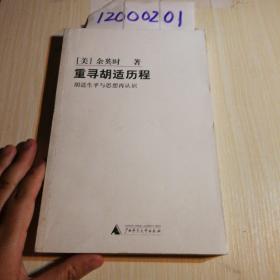 12000201
[美] 余英时 著
重寻胡适历程
胡适生平与思想再认识
广西师范大学出版社